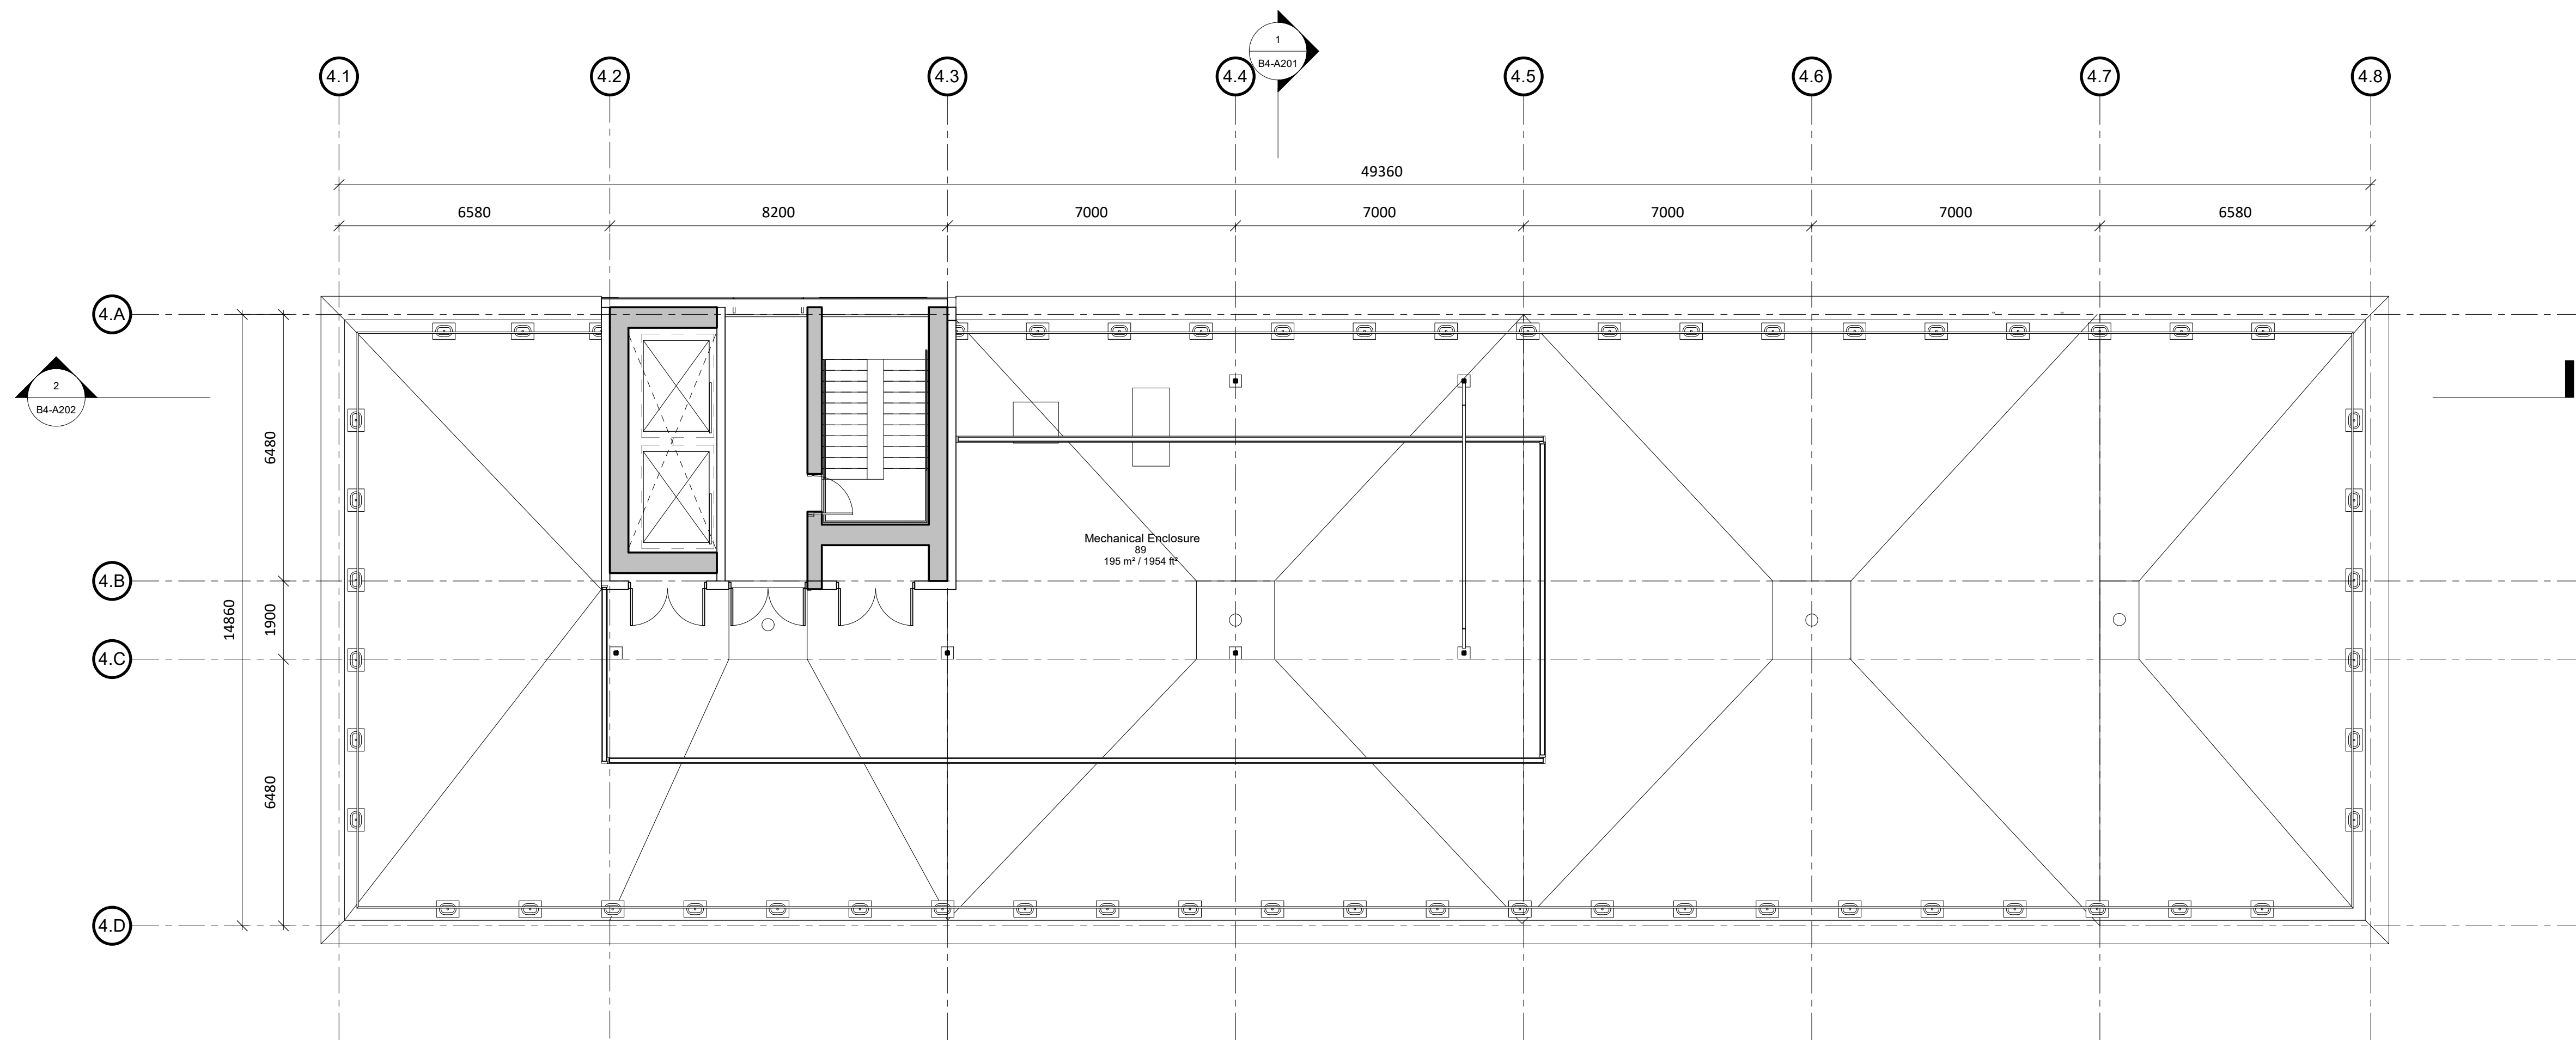 1
B4-A201
4.1
4.2
4.3
4.4
4.5
4.6
4.7
4.8
49360
6580
8200
7000
7000
7000
7000
6580
4.A
2
B4-A202
6480
Mechanical Enclosure
89
195 m² / 1954 ft²
4.B
14860
1900
4.C
6480
4.D